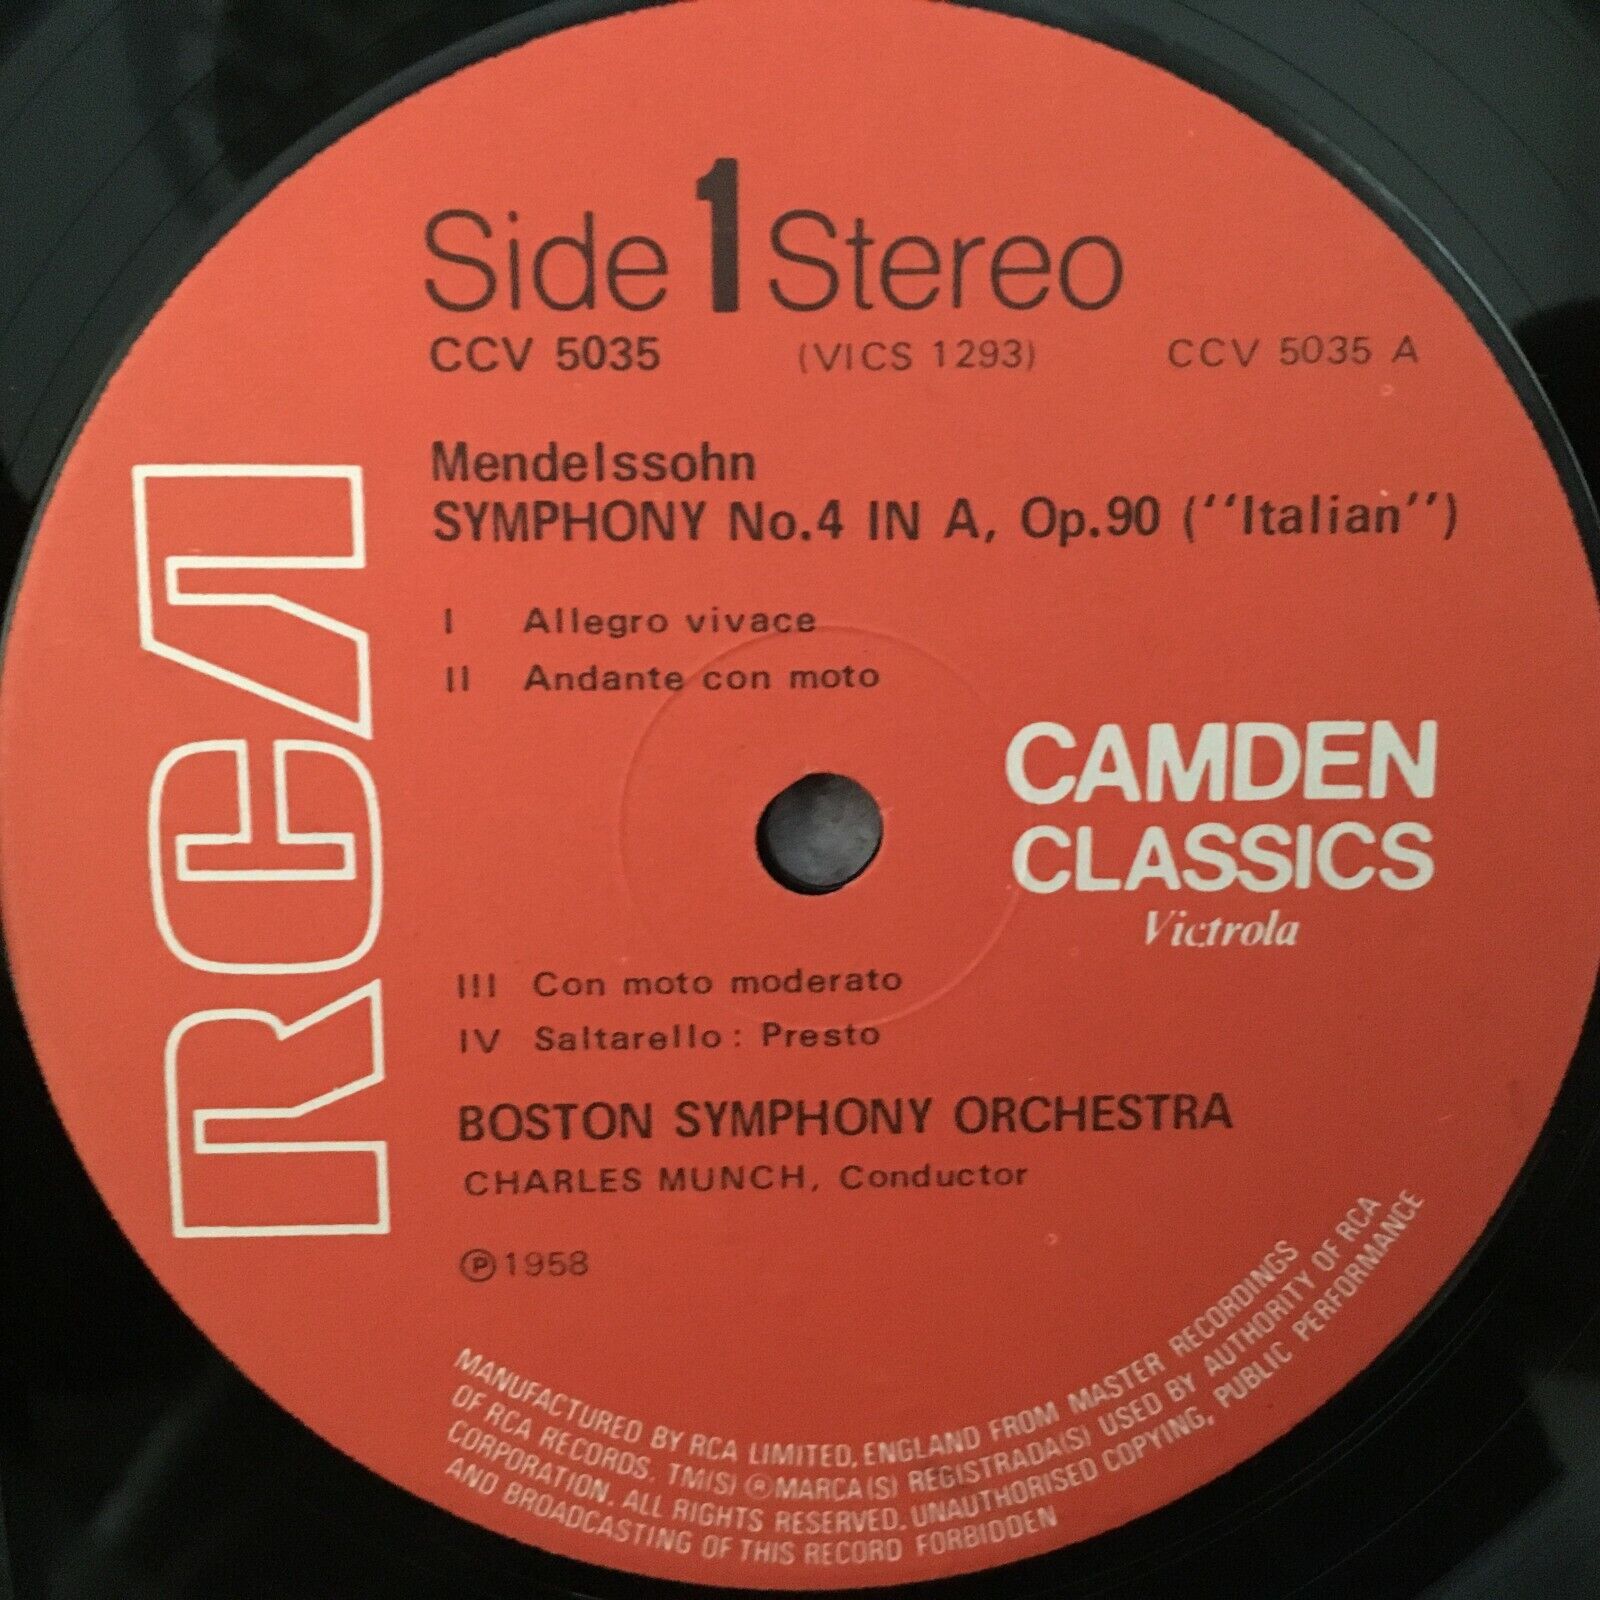 Side 1 Stereo
CCV 5035 (VICS 1293) CCV 5035 A
Mendelssohn
SYMPHONY No.4 IN A, Op.90 (''Italian'')
I Allegro vivace
II Andante con moto
RCA
CAMDEN
CLASSICS
Victrola
III Con moto moderato
IV Saltarello : Presto
BOSTON SYMPHONY ORCHESTRA
CHARLES MUNCH, Conductor
℗1958
MANUFACTURED BY RCA LIMITED, ENGLAND FROM MASTER RECORDINGS
OF RCA RECORDS. TM(S) ® MARCA(S) REGISTRADA(S) USED BY AUTHORITY OF RCA
CORPORATION. ALL RIGHTS RESERVED. UNAUTHORISED COPYING, PUBLIC PERFORMANCE
AND BROADCASTING OF THIS RECORD FORBIDDEN